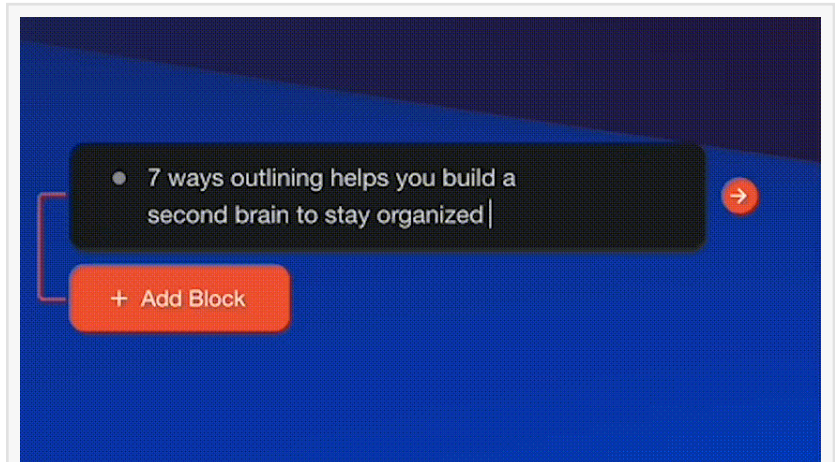 7 ways outlining helps you build a
second brain to stay organized
+ Add Block